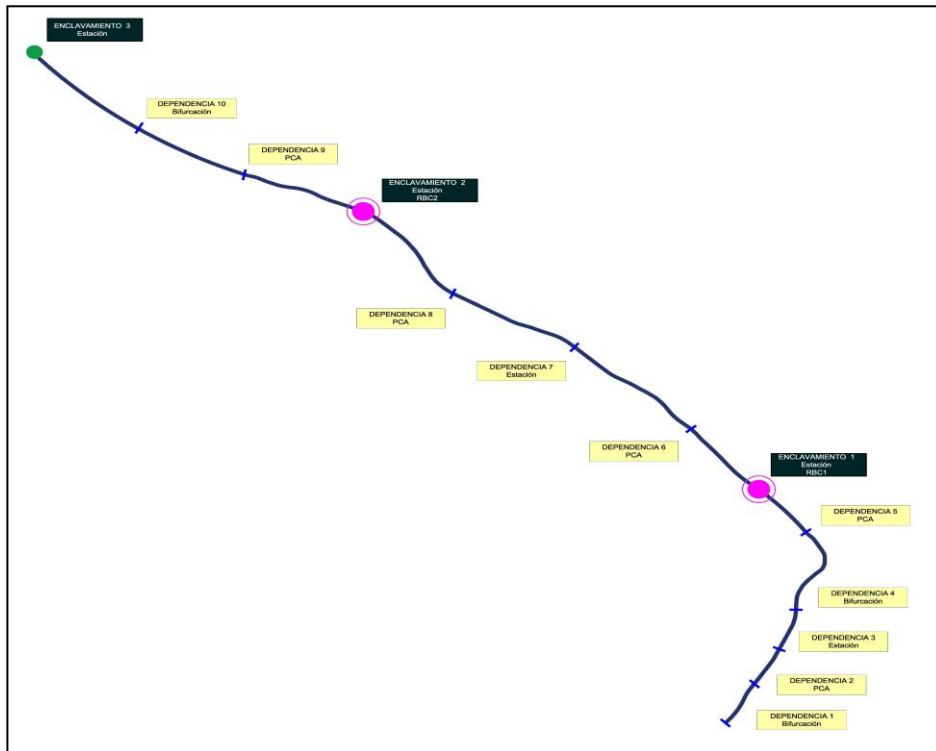 ENCLAVAMIENTO 3
Estación
DEPENDENCIA 10
Bifurcación
DEPENDENCIA 9
PCA
ENCLAVAMIENTO 2
Estación
RBC2
DEPENDENCIA 8
PCA
DEPENDENCIA 7
Estación
DEPENDENCIA 6
PCA
ENCLAVAMIENTO 1
Estación
RBC1
DEPENDENCIA 5
PCA
DEPENDENCIA 4
Bifurcación
DEPENDENCIA 3
Estación
DEPENDENCIA 2
PCA
DEPENDENCIA 1
Bifurcación